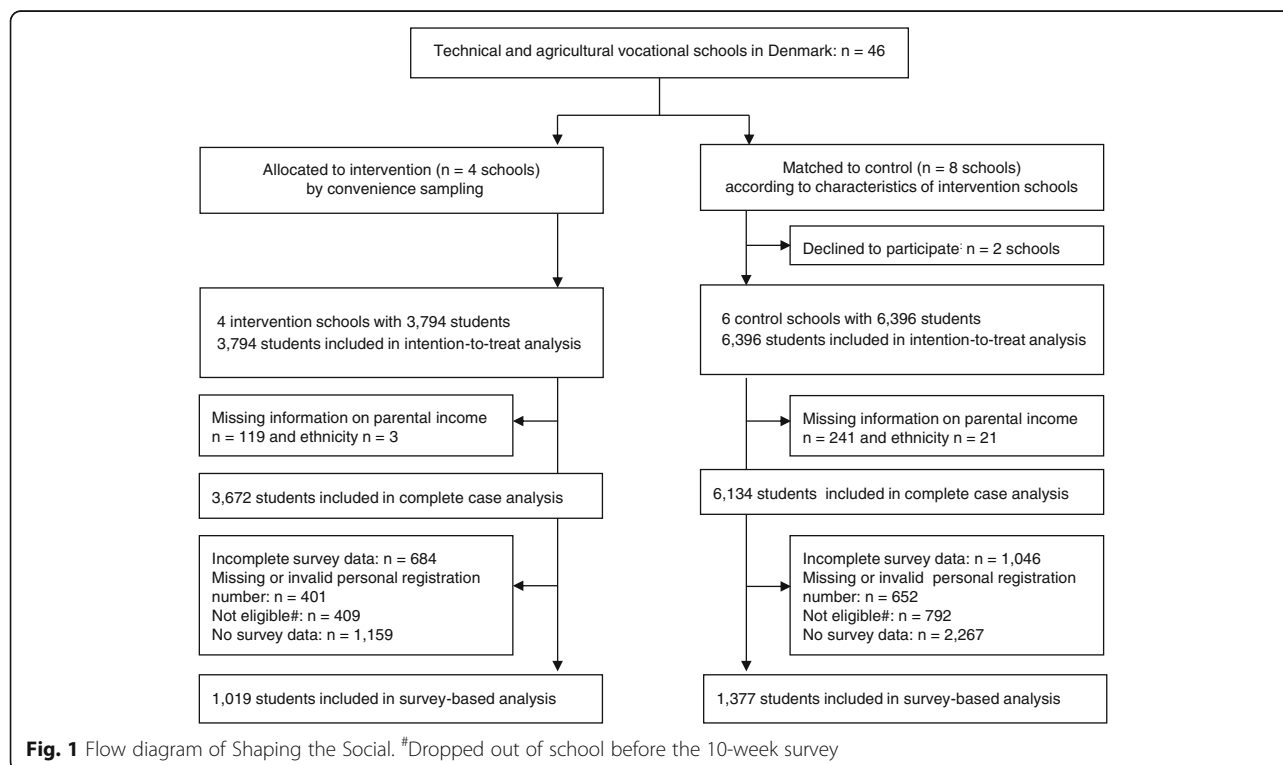 Technical and agricultural vocational schools in Denmark: n = 46
Allocated to intervention (n = 4 schools)
by convenience sampling
Matched to control (n = 8 schools)
according to characteristics of intervention schools
Declined to participate: n = 2 schools
4 intervention schools with 3,794 students
3,794 students included in intention-to-treat analysis
6 control schools with 6,396 students
6,396 students included in intention-to-treat analysis
Missing information on parental income
n = 119 and ethnicity = 3
Missing information on parental income
n = 241 and ethnicity = 21
3,672 students included in complete case analysis
6,134 students included in complete case analysis
Incomplete survey data: n = 684
Missing or invalid personal registration
number: n = 401
Not eligible#: n = 409
No survey data: n = 1,159
Incomplete survey data: n = 1,046
Missing or invalid personal registration
number: n = 652
Not eligible#: n = 792
No survey data: n = 2,267
1,019 students included in survey-based analysis
1,377 students included in survey-based analysis
Fig. 1 Flow diagram of Shaping the Social. #Dropped out of school before the 10-week survey